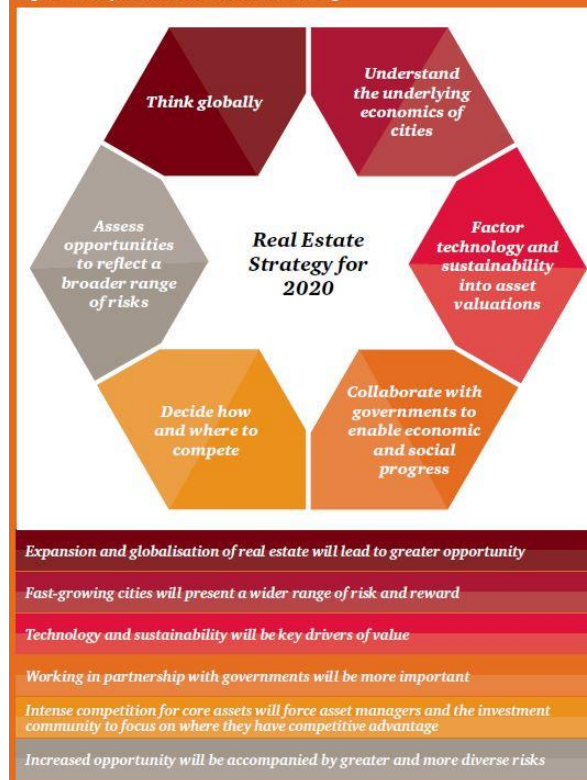 Think globally
Understand
the underlying
economics of
cities
Assess
opportunities
to reflect a
broader range
of risks
Real Estate
Strategy for
2020
Factor
technology and
sustainability
into asset
valuations
Decide how
and where to
compete
Collaborate with
governments to
enable economic
and social
progress
Expansion and globalisation of real estate will lead to greater opportunity
Fast-growing cities will present a wider range of risk and reward
Technology and sustainability will be key drivers of value
Working in partnership with governments will be more important
Intense competition for core assets will force asset managers and the investment
community to focus on where they have competitive advantage
Increased opportunity will be accompanied by greater and more diverse risks